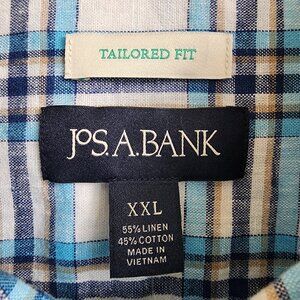 TAILORED FIT
JOS. A. BANK
XXL
55% LINEN
45% COTTON
MADE IN
VIETNAM